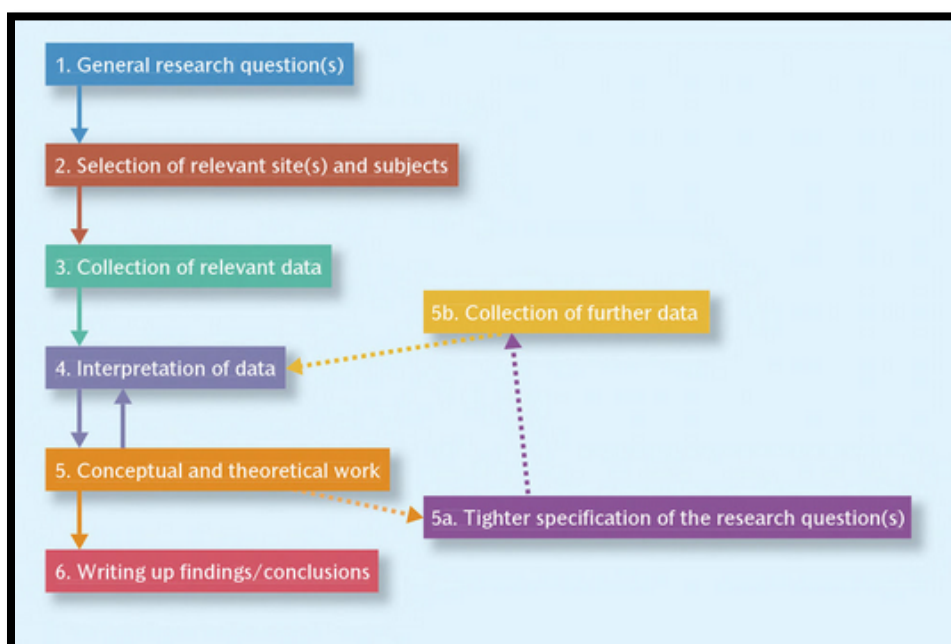 1. General research question(s)
2. Selection of relevant site(s) and subjects
3. Collection of relevant data
5b. Collection of further data
4. Interpretation of data
5. Conceptual and theoretical work
5a. Tighter specification of the research question(s)
6. Writing up findings/conclusions